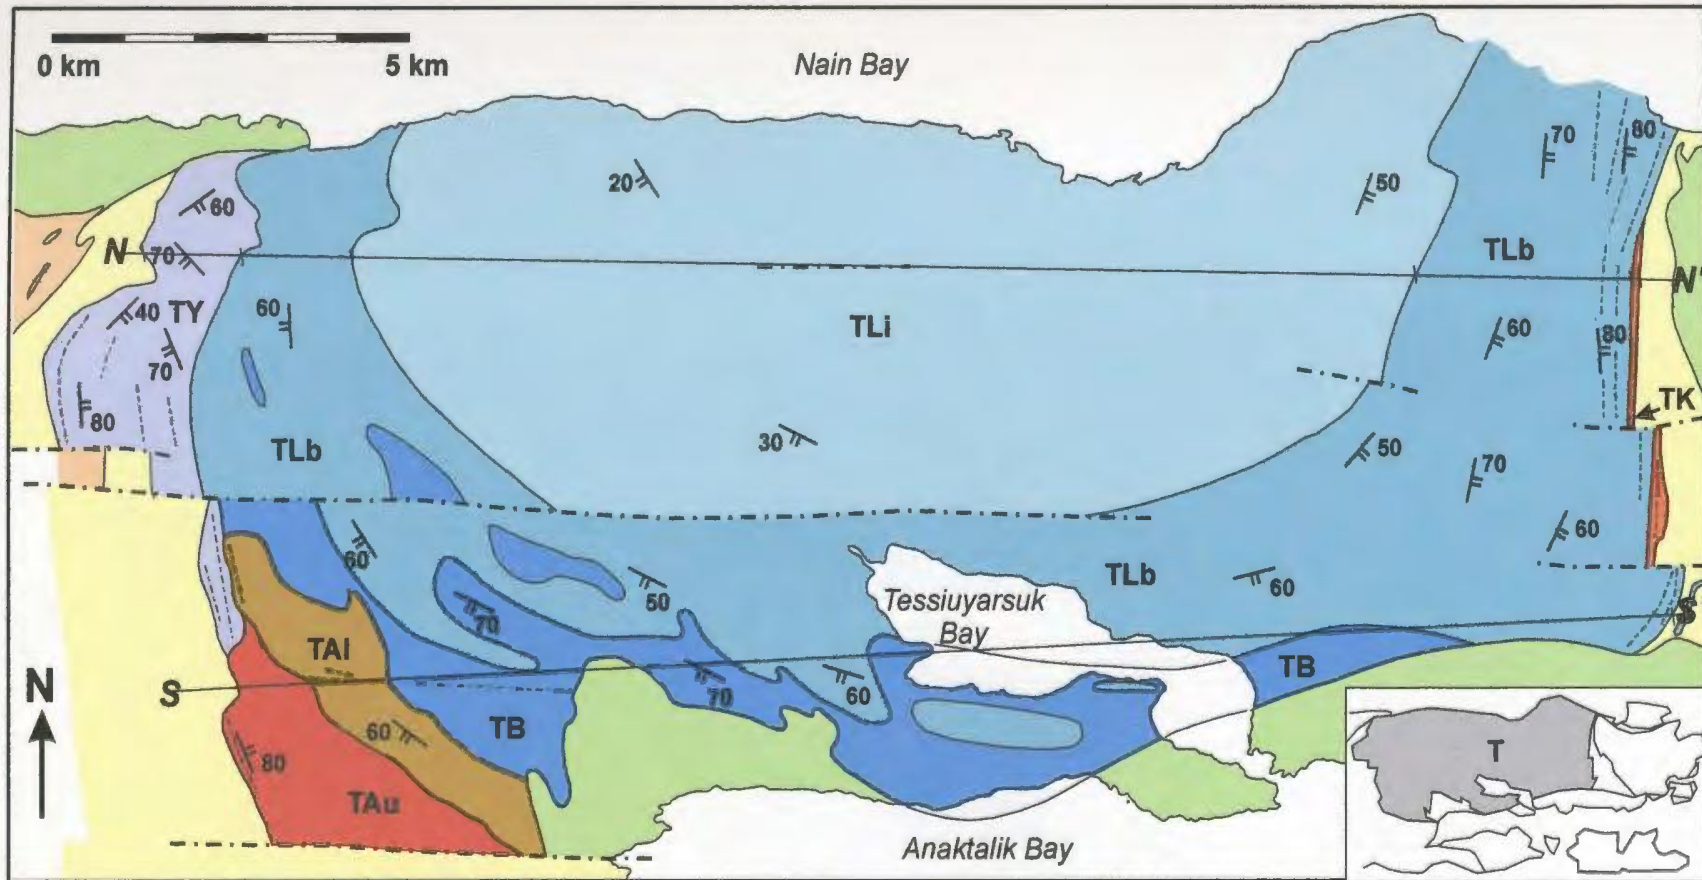 0 km 5 km
Nain Bay
70 80
20 50
60
TLb
N 70 N'
40 TY 60 TLi 60 80
70
TK
80
30 50
TLb 70
60
60
50 TLb 60
Tessiuyarsuk
Bay
70
TAl TB
S 70 60 S'
N TB
60
80
TAu T
Anaktalik Bay